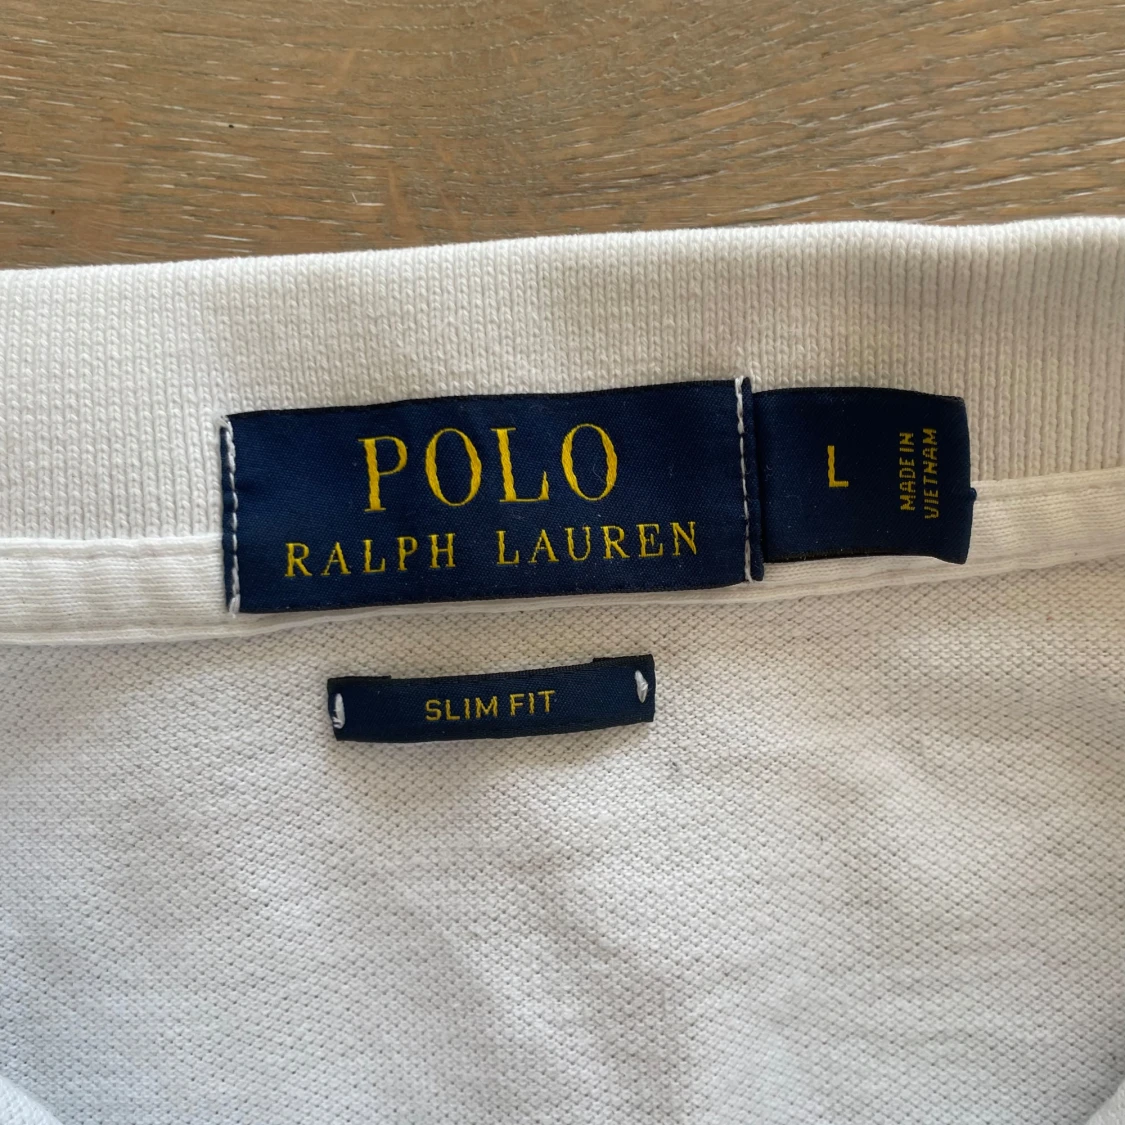 POLO
RALPH LAUREN
L
MADE IN
VIETNAM
SLIM FIT